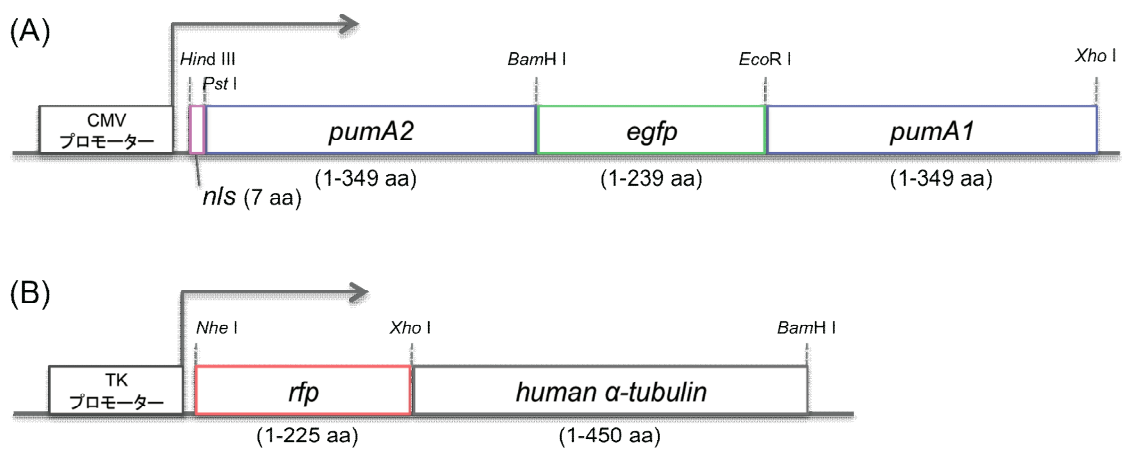 (A)
Hind III
Pst I
BamH I
EcoR I
Xho I
CMV
プロモーター
pumA2
egfp
pumA1
nls (7 aa)
(1-349 aa)
(1-239 aa)
(1-349 aa)
(B)
Nhe I
Xho I
BamH I
TK
プロモーター
rfp
human α-tubulin
(1-225 aa)
(1-450 aa)